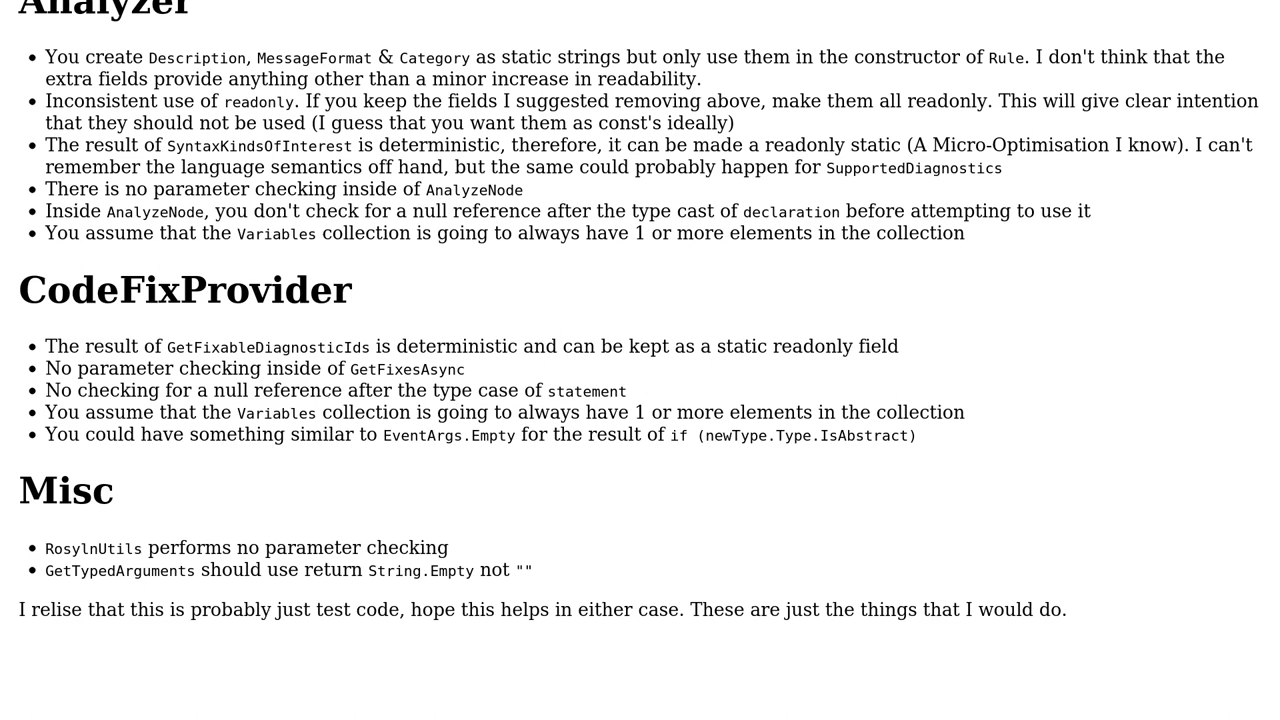 Analyzer
You create Description, MessageFormat & Category as static strings but only use them in the constructor of Rule. I don't think that the
extra fields provide anything other than a minor increase in readability.
Inconsistent use of readonly. If you keep the fields I suggested removing above, make them all readonly. This will give clear intention
that they should not be used (I guess that you want them as const's ideally)
The result of SyntaxKindsOfInterest is deterministic, therefore, it can be made a readonly static (A Micro-Optimisation I know). I can't
remember the language semantics off hand, but the same could probably happen for SupportedDiagnostics
There is no parameter checking inside of AnalyzeNode
Inside AnalyzeNode, you don't check for a null reference after the type cast of declaration before attempting to use it
You assume that the Variables collection is going to always have 1 or more elements in the collection
CodeFixProvider
The result of GetFixableDiagnosticIds is deterministic and can be kept as a static readonly field
No parameter checking inside of GetFixesAsync
No checking for a null reference after the type case of statement
You assume that the Variables collection is going to always have 1 or more elements in the collection
You could have something similar to EventArgs.Empty for the result of if (newType.Type.IsAbstract)
Misc
RosylnUtils performs no parameter checking
GetTypedArguments should use return String.Empty not ""
I relise that this is probably just test code, hope this helps in either case. These are just the things that I would do.